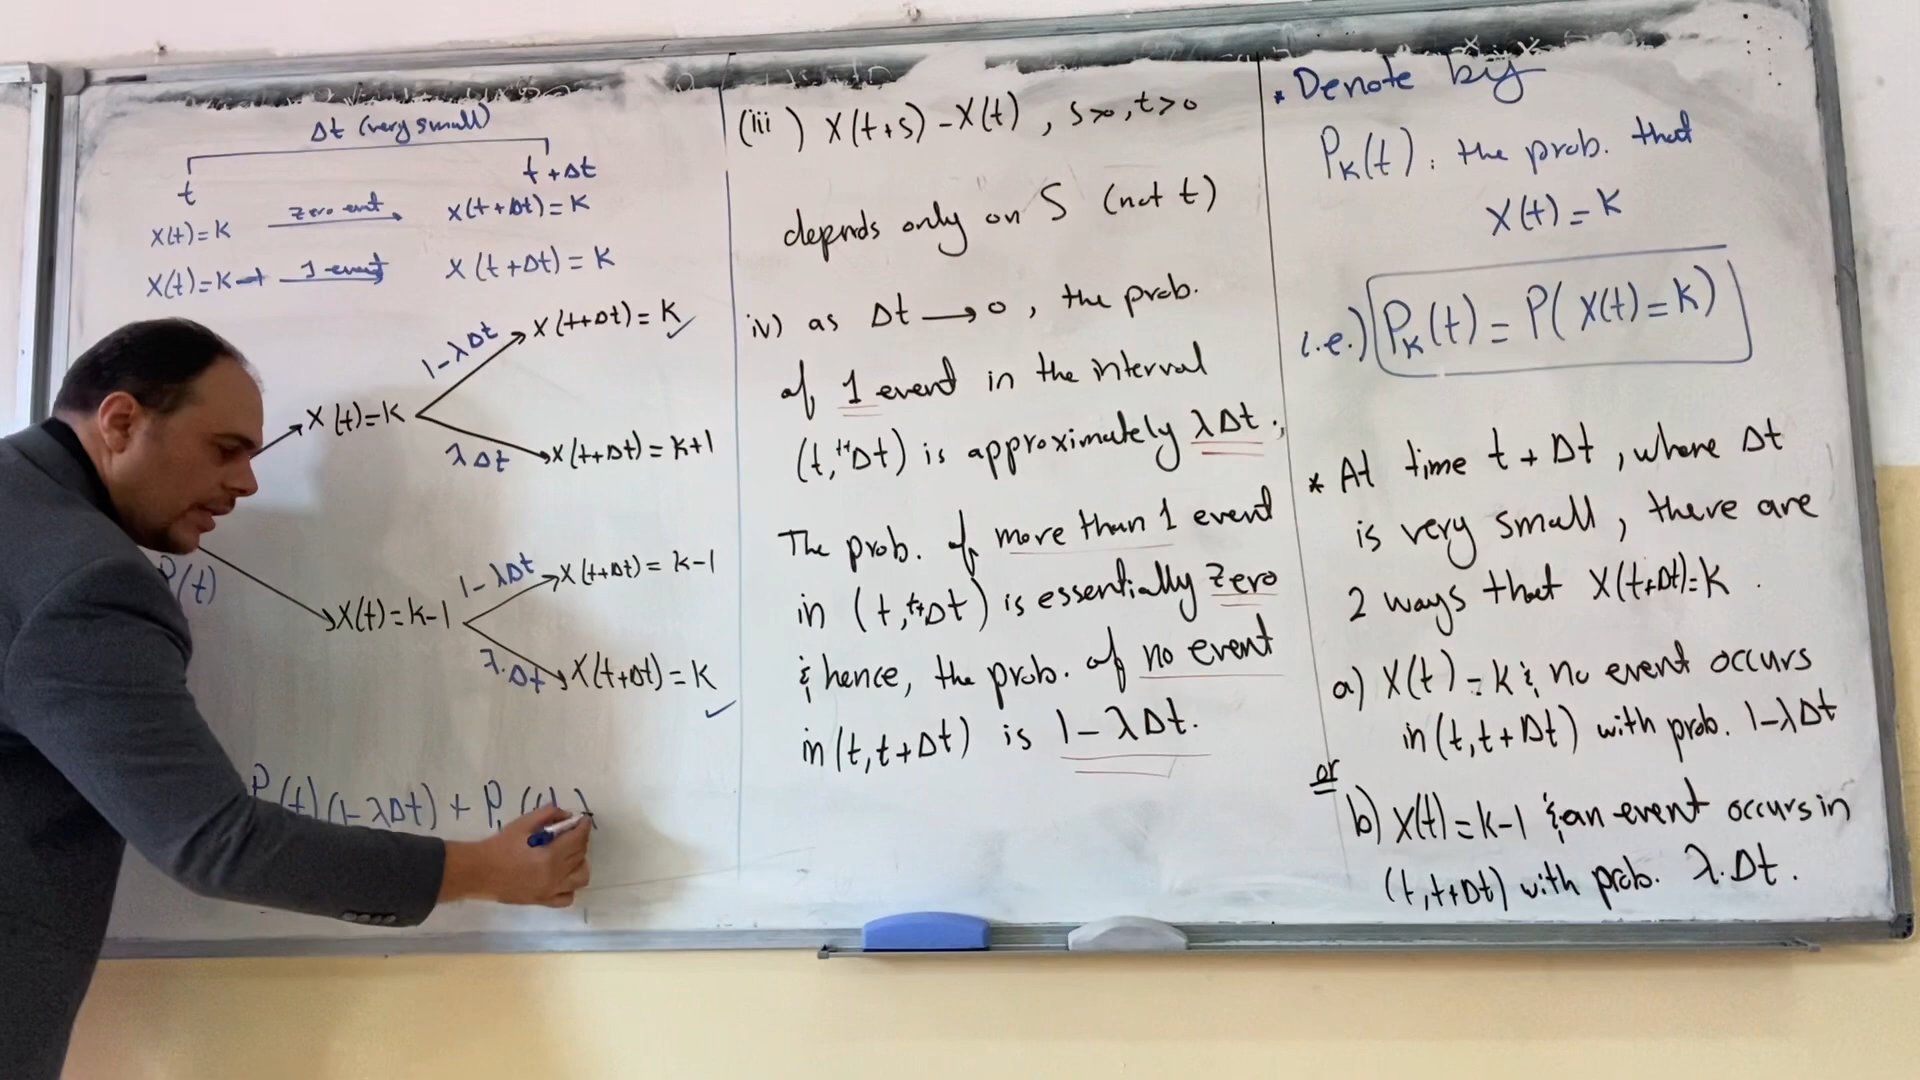 Δt (very small)
t
t+Δt
X(t)=K zero event X(t+Δt)=K
X(t)=K-1 1 event X(t+Δt)=K
1-λΔt X(t+Δt)=K ✓
X(t)=K
λΔt X(t+Δt)=K+1
(t)
1-λΔt X(t+Δt)=K-1
X(t)=K-1
λ.Δt X(t+Δt)=K ✓
P (t)(1-λΔt) + P
λ
(iii) X(t+s)-X(t), s>0, t>0
depends only on S (not t)
iv) as Δt → 0, the prob.
of 1 event in the interval
(t,t+Δt) is approximately λΔt.
The prob. of more than 1 event
in (t,t+Δt) is essentially Zero
& hence, the prob. of no event
in (t,t+Δt) is 1-λΔt.
* Denote by
P_K(t): the prob. that
X(t)=K
i.e.) P_K(t) = P(X(t)=K)
* At time t+Δt, where Δt
is very small, there are
2 ways that X(t+Δt)=K.
a) X(t)=K & no event occurs
in (t,t+Δt) with prob. 1-λΔt
or
b) X(t)=K-1 & an event occurs in
(t,t+Δt) with prob. λ.Δt.